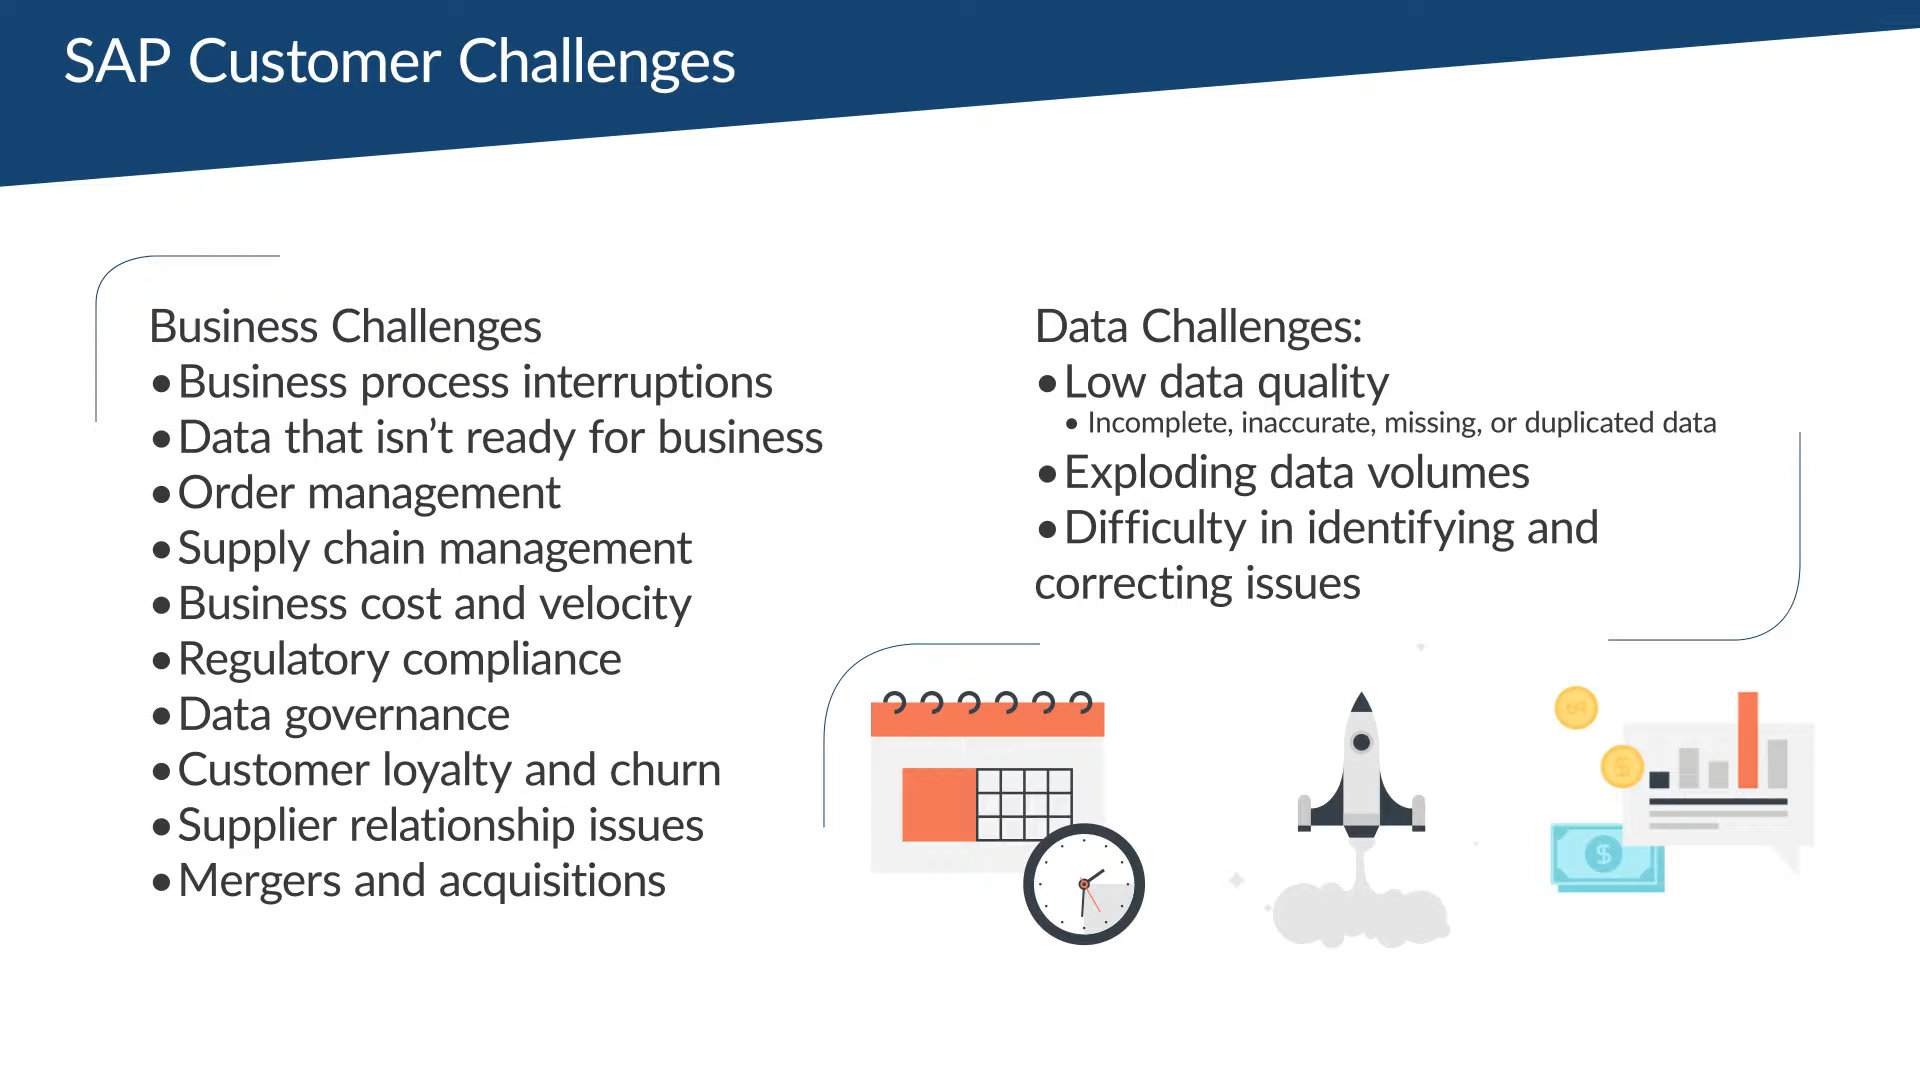 SAP Customer Challenges
Business Challenges
•Business process interruptions
•Data that isn’t ready for business
•Order management
•Supply chain management
•Business cost and velocity
•Regulatory compliance
•Data governance
•Customer loyalty and churn
•Supplier relationship issues
•Mergers and acquisitions
Data Challenges:
•Low data quality
• Incomplete, inaccurate, missing, or duplicated data
•Exploding data volumes
•Difficulty in identifying and
correcting issues
$
$
$